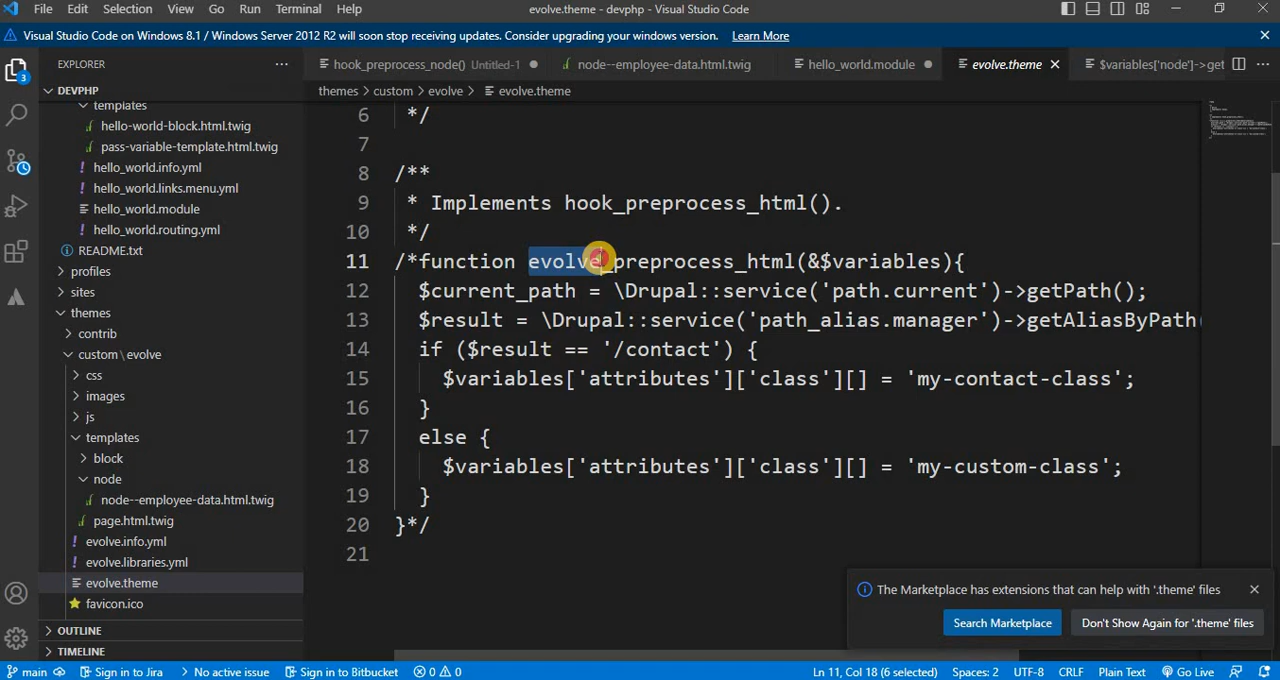 File Edit Selection View Go Run Terminal Help evolve.theme - devphp - Visual Studio Code
Visual Studio Code on Windows 8.1 / Windows Server 2012 R2 will soon stop receiving updates. Consider upgrading your windows version. Learn More
EXPLORER
hook_preprocess_node() Untitled-1 node--employee-data.html.twig hello_world.module evolve.theme $variables['node']->get
DEVPHP
themes > custom > evolve > evolve.theme
templates
hello-world-block.html.twig
pass-variable-template.html.twig
hello_world.info.yml
hello_world.links.menu.yml
hello_world.module
hello_world.routing.yml
README.txt
profiles
sites
themes
contrib
custom \ evolve
css
images
js
templates
block
node
node--employee-data.html.twig
page.html.twig
evolve.info.yml
evolve.libraries.yml
evolve.theme
favicon.ico
OUTLINE
TIMELINE
6 */
7
8 /**
9 * Implements hook_preprocess_html().
10 */
11 /*function evolve_preprocess_html(&$variables){
12 $current_path = \Drupal::service('path.current')->getPath();
13 $result = \Drupal::service('path_alias.manager')->getAliasByPath(
14 if ($result == '/contact') {
15 $variables['attributes']['class'][] = 'my-contact-class';
16 }
17 else {
18 $variables['attributes']['class'][] = 'my-custom-class';
19 }
20 }*/
21
The Marketplace has extensions that can help with '.theme' files
Search Marketplace Don't Show Again for '.theme' files
3
main Sign in to Jira No active issue Sign in to Bitbucket 0 0 Ln 11, Col 18 (6 selected) Spaces: 2 UTF-8 CRLF Plain Text Go Live